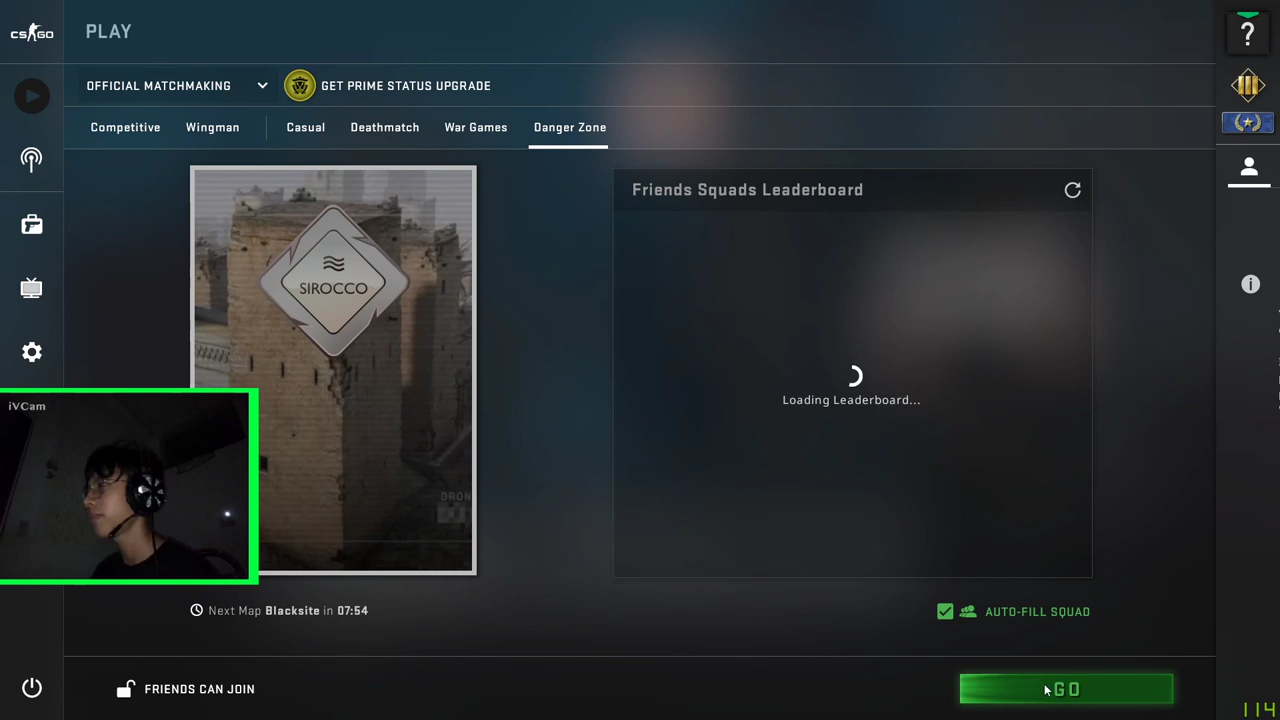 CS:GO
PLAY
?
OFFICIAL MATCHMAKING
GET PRIME STATUS UPGRADE
Competitive
Wingman
Casual
Deathmatch
War Games
Danger Zone
Friends Squads Leaderboard
SIROCCO
Loading Leaderboard...
iVCam
Next Map Blacksite in 07:54
AUTO-FILL SQUAD
FRIENDS CAN JOIN
GO
114